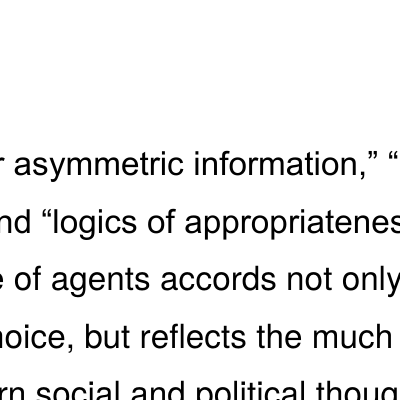 r asymmetric information,” “
nd “logics of appropriatenes
e of agents accords not only
oice, but reflects the much
rn social and political thoug